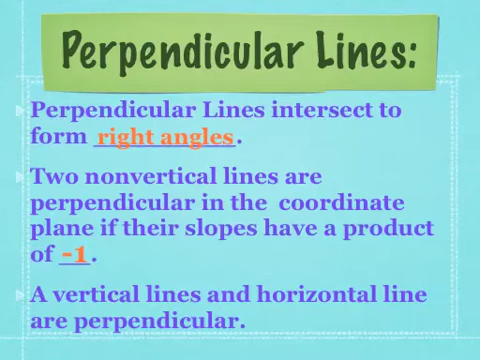 Perpendicular Lines:
Perpendicular Lines intersect to
form right angles.
Two nonvertical lines are
perpendicular in the coordinate
plane if their slopes have a product
of -1.
A vertical lines and horizontal line
are perpendicular.